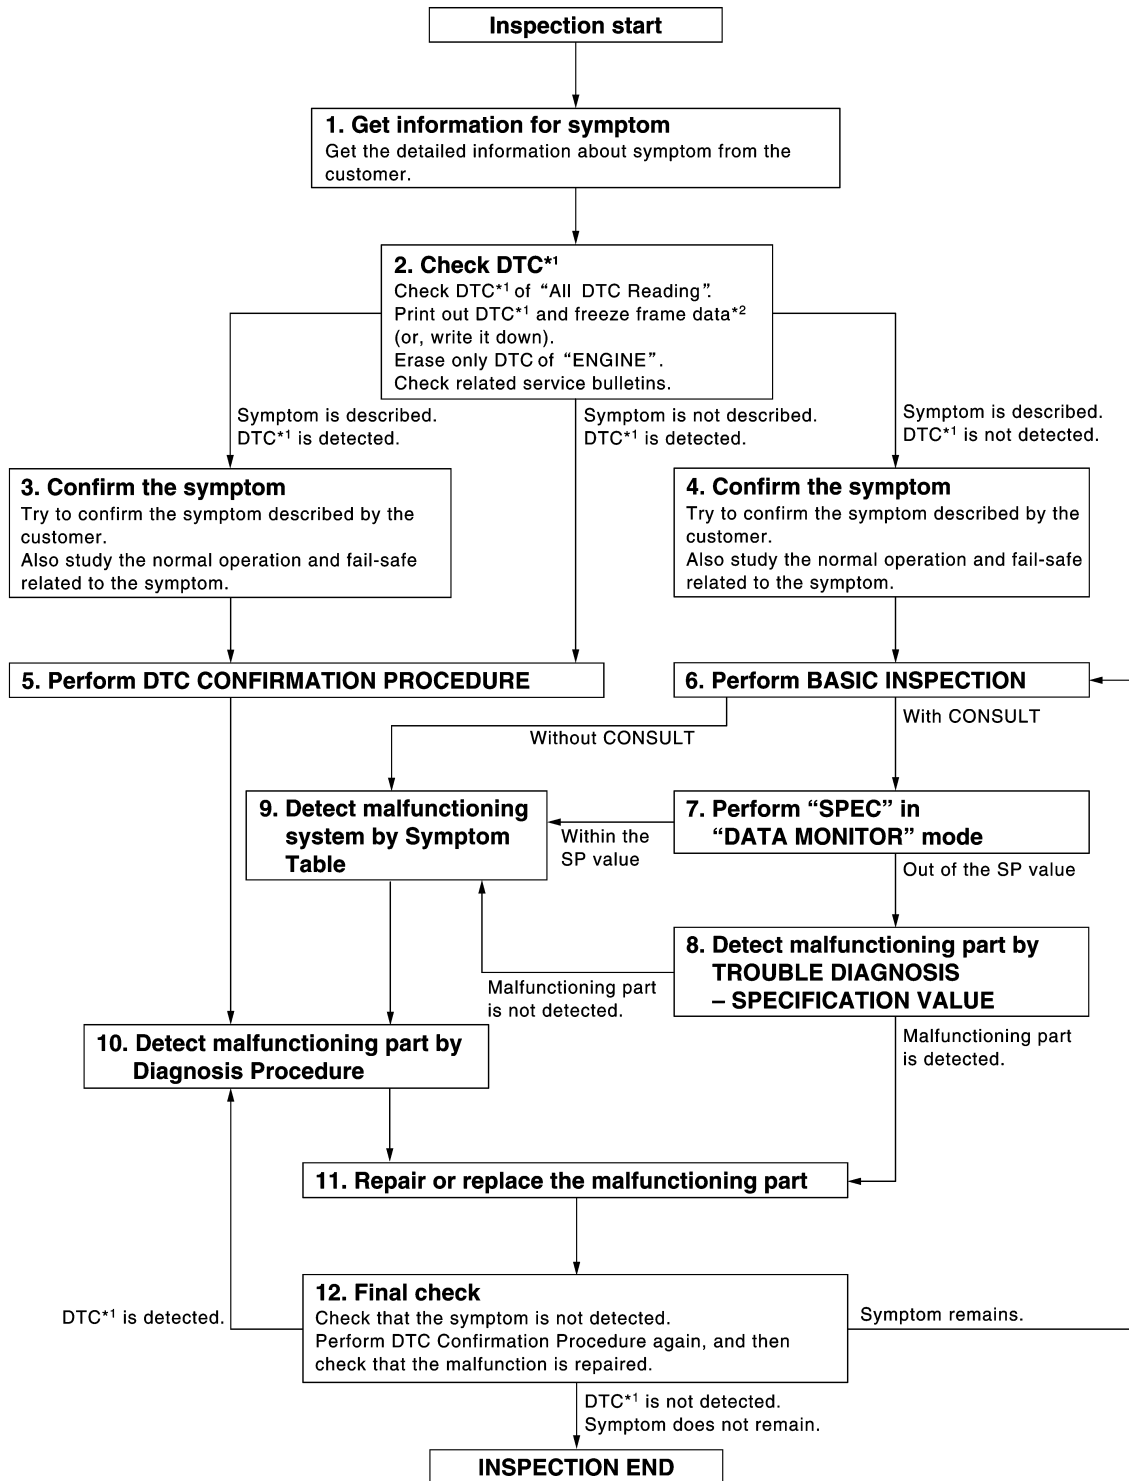 Inspection start
1. Get information for symptom
Get the detailed information about symptom from the
customer.
2. Check DTC*1
Check DTC*1 of “All DTC Reading”.
Print out DTC*1 and freeze frame data*2
(or, write it down).
Erase only DTC of “ENGINE”.
Check related service bulletins.
Symptom is described.
DTC*1 is detected.
Symptom is not described.
DTC*1 is detected.
Symptom is described.
DTC*1 is not detected.
3. Confirm the symptom
Try to confirm the symptom described by the
customer.
Also study the normal operation and fail-safe
related to the symptom.
4. Confirm the symptom
Try to confirm the symptom described by the
customer.
Also study the normal operation and fail-safe
related to the symptom.
5. Perform DTC CONFIRMATION PROCEDURE
6. Perform BASIC INSPECTION
Without CONSULT
With CONSULT
9. Detect malfunctioning
system by Symptom
Table
Within the
SP value
7. Perform “SPEC” in
“DATA MONITOR” mode
Out of the SP value
8. Detect malfunctioning part by
TROUBLE DIAGNOSIS
– SPECIFICATION VALUE
Malfunctioning part
is not detected.
Malfunctioning part
is detected.
10. Detect malfunctioning part by
Diagnosis Procedure
11. Repair or replace the malfunctioning part
12. Final check
Check that the symptom is not detected.
Perform DTC Confirmation Procedure again, and then
check that the malfunction is repaired.
DTC*1 is detected.
Symptom remains.
DTC*1 is not detected.
Symptom does not remain.
INSPECTION END